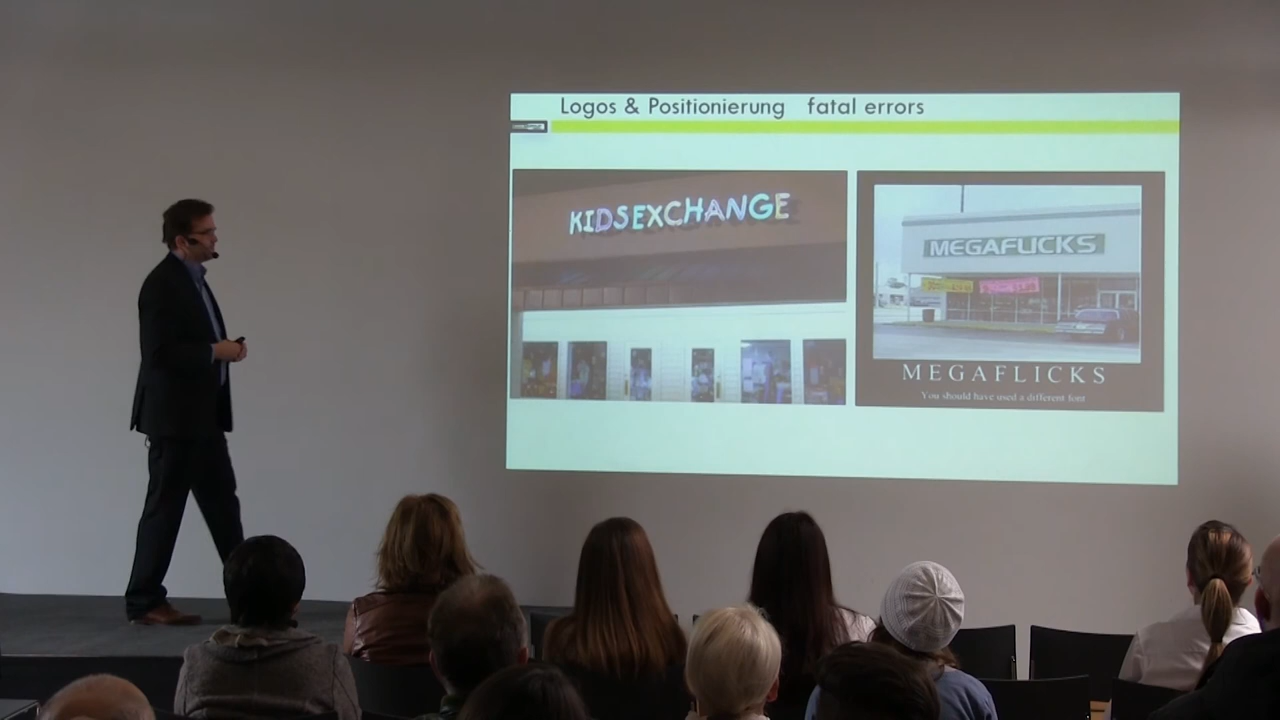 Logos & Positionierung fatal errors
KIDSEXCHANGE
MEGAFLICKS
MEGAFLICKS
You should have used a different font